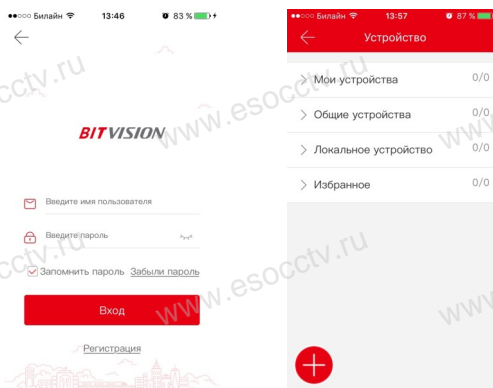 Билайн 13:46 83 %
BITVISION
Введите имя пользователя
Введите пароль
Запомнить пароль Забыли пароль
Вход
Регистрация
Билайн 13:57 87 %
Устройство
Мои устройства 0/0
Общие устройства 0/0
Локальное устройство 0/0
Избранное 0/0
www.esocctv.ru
www.esocctv.ru